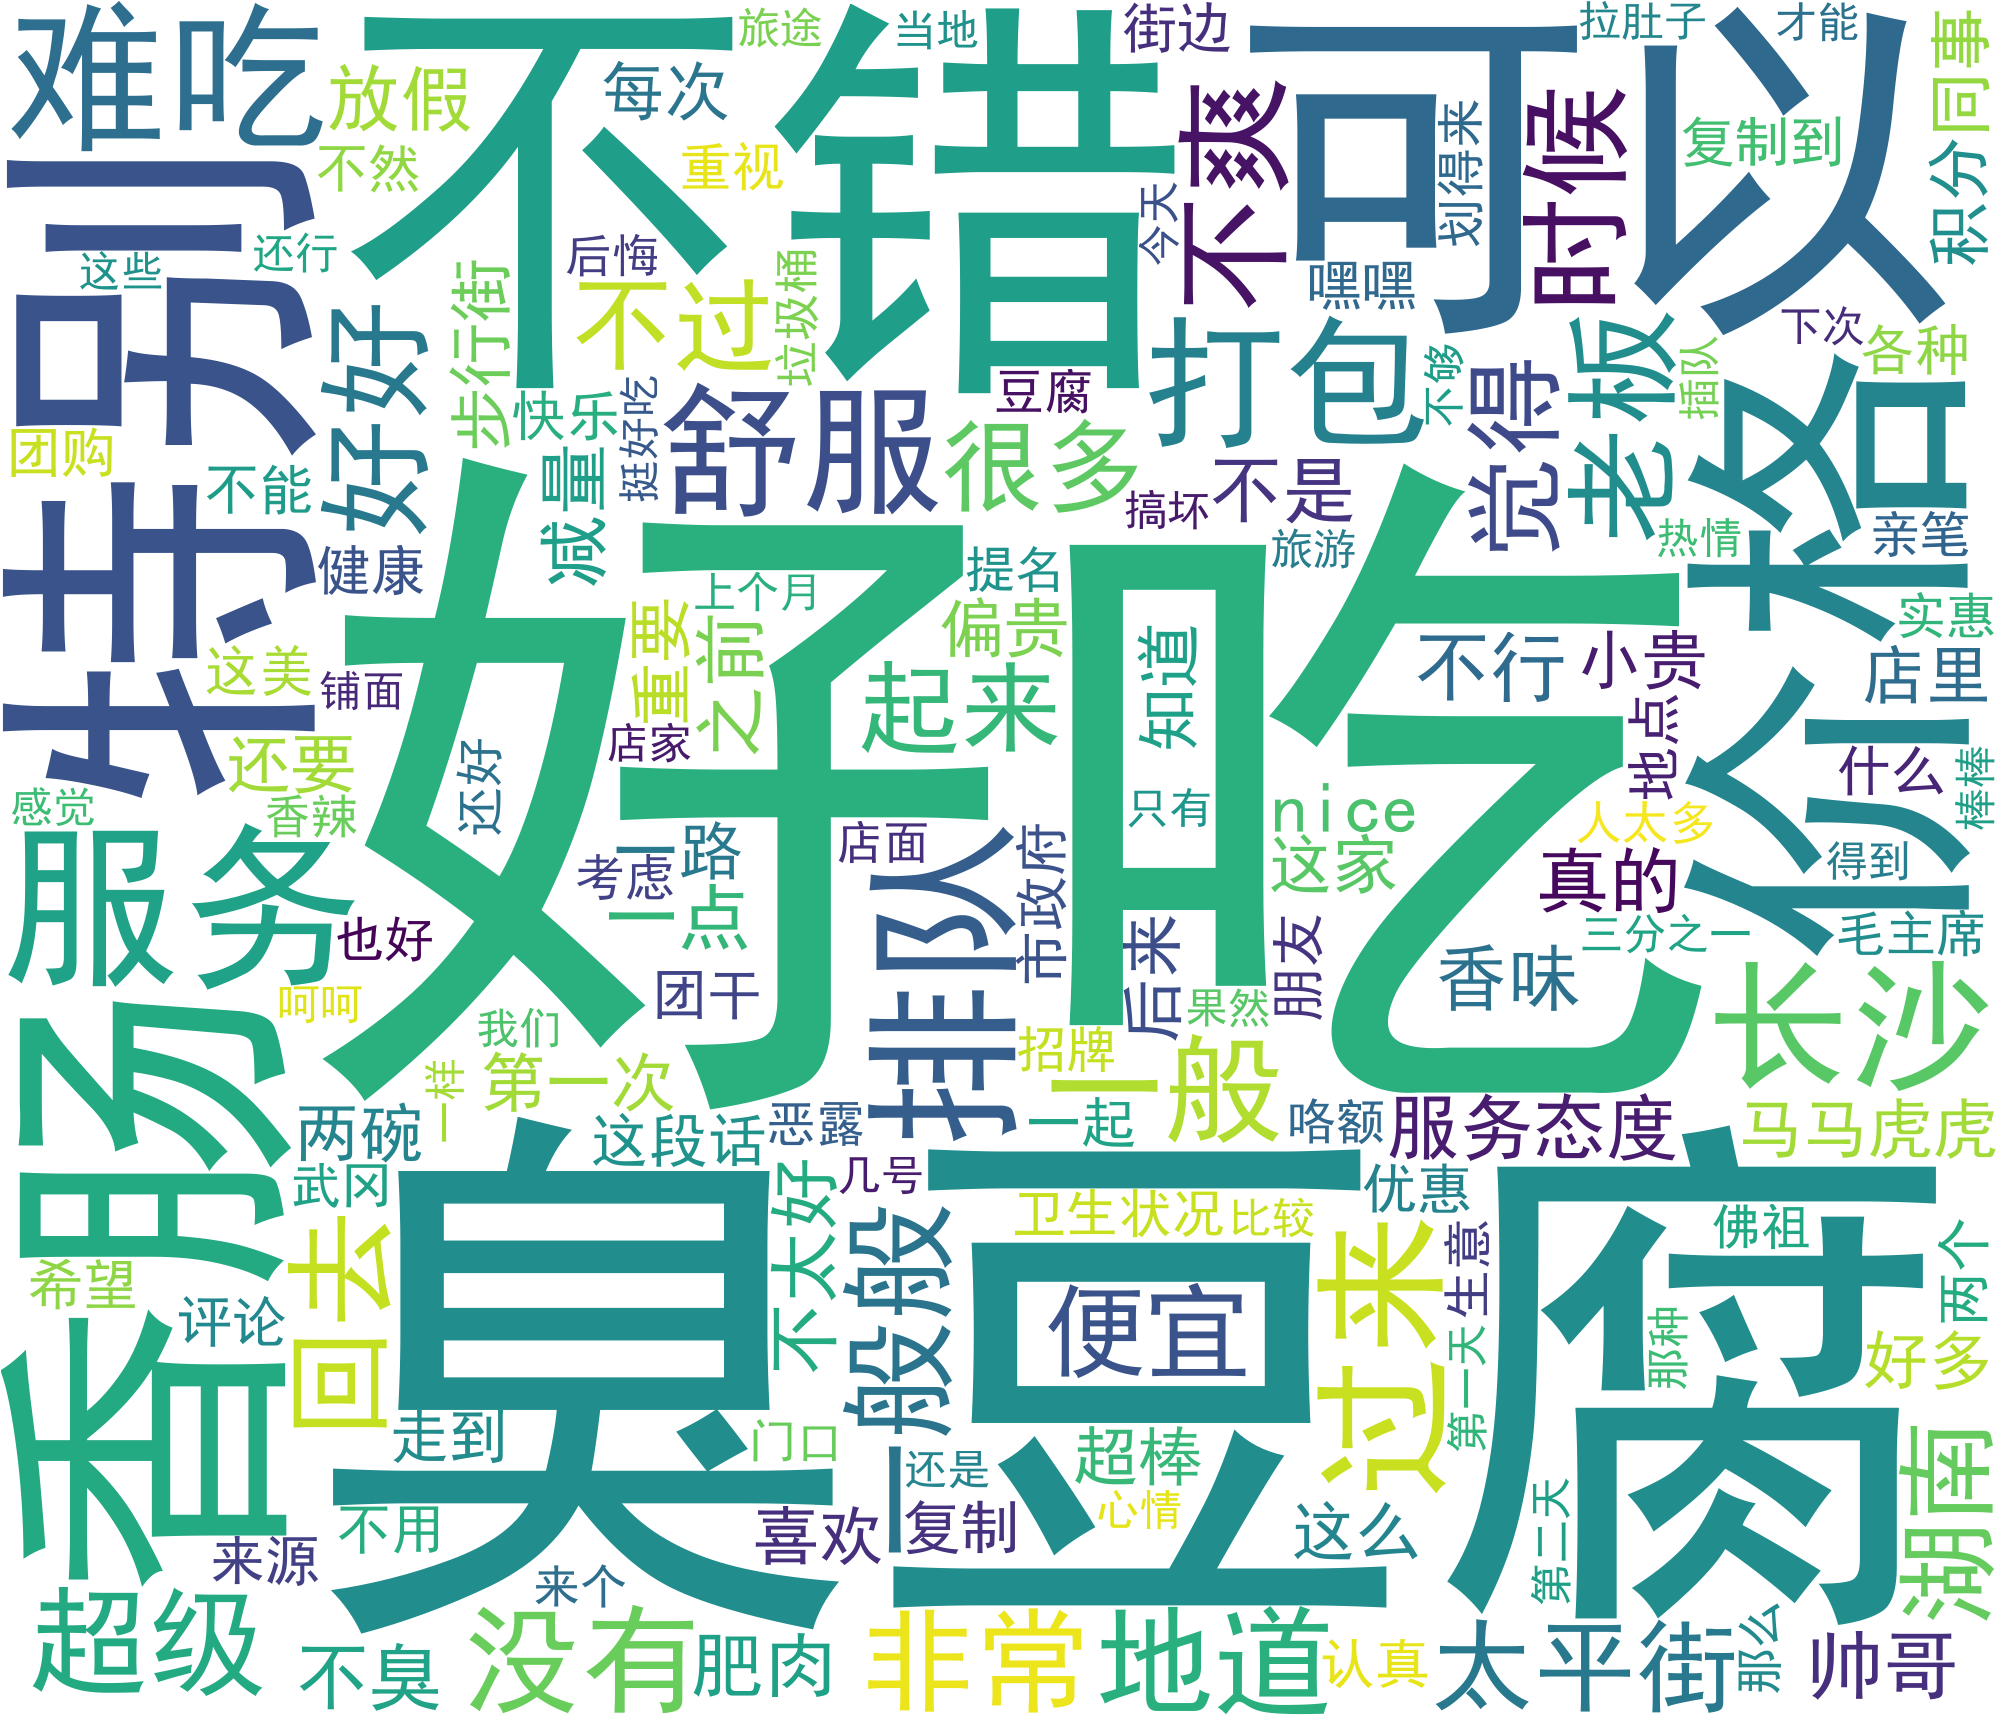 难吃
不错
可以
旅途
当地
街边
拉肚子
才能
同事
放假
每次
不爽
时候
复制到
划得来
不然
重视
今天
积分
特别
这些
还行
后悔
垃圾桶
嘿嘿
步行街
不过
打包
老板
下次
各种
插队
好好
不够
团购
快乐
挺好吃
舒服
豆腐
很多
觉得
价格
不能
减量
搞坏
不是
热情
亲笔
健康
好吃
提名
旅游
上个月
偏贵
实惠
这美
重要
之前
起来
知道
不行
小贵
店里
铺面
店家
地点
还要
还好
什么
棒棒
感觉
香辣
只有
nice
人太多
服务
一路
考虑
店面
市政府
这家
真的
得到
也好
一点
排队
后来
朋友
香味
三分之一
毛主席
团干
长沙
呵呵
我们
果然
肠
香
第一次
一样
招牌
一般
两碗
这段话
恶露
一起
咯额
服务态度
马马虎虎
武冈
臭豆腐
不太好
几号
优惠
回去
一般般
卫生状况
比较
过来
生意
佛祖
两个
希望
评论
便宜
第一天
那种
好多
走到
门口
超棒
湖南
还是
心情
不用
喜欢
复制
这么
第二天
来源
来个
超级
不臭
没有
肥肉
非常
地道
认真
太平街
那么
帅哥